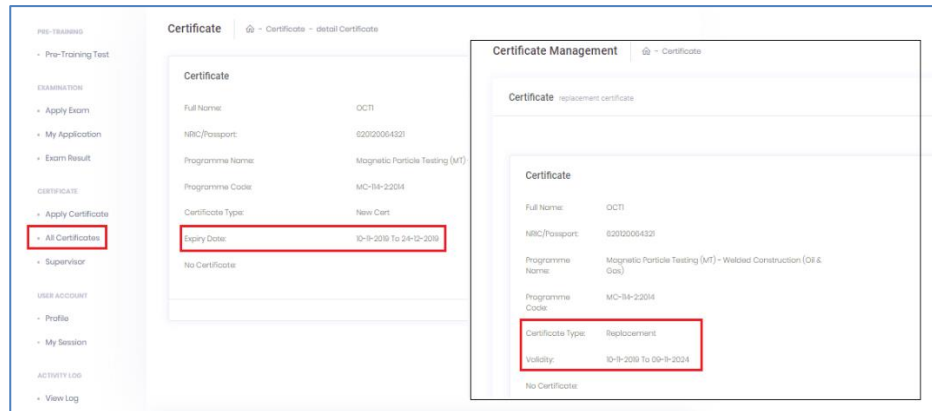 PRE-TRAINING
Pre-Training Test
EXAMINATION
Apply Exam
My Application
Exam Result
CERTIFICATE
Apply Certificate
All Certificates
Supervisor
USER ACCOUNT
Profile
My Session
ACTIVITY LOG
View Log
Certificate - Certificate - detail Certificate
Certificate
Full Name: OCT1
NRIC/Passport: 620120064321
Programme Name: Magnetic Particle Testing (MT)
Programme Code: MC-114-2:2014
Certificate Type: New Cert
Expiry Date: 10-11-2019 To 24-12-2019
No Certificate:
Certificate Management - Certificate
Certificate replacement certificate
Certificate
Full Name: OCT1
NRIC/Passport: 620120064321
Programme Name: Magnetic Particle Testing (MT) - Welded Construction (Oil &
Gas)
Programme Code: MC-114-2:2014
Certificate Type: Replacement
Validity: 10-11-2019 To 09-11-2024
No Certificate: